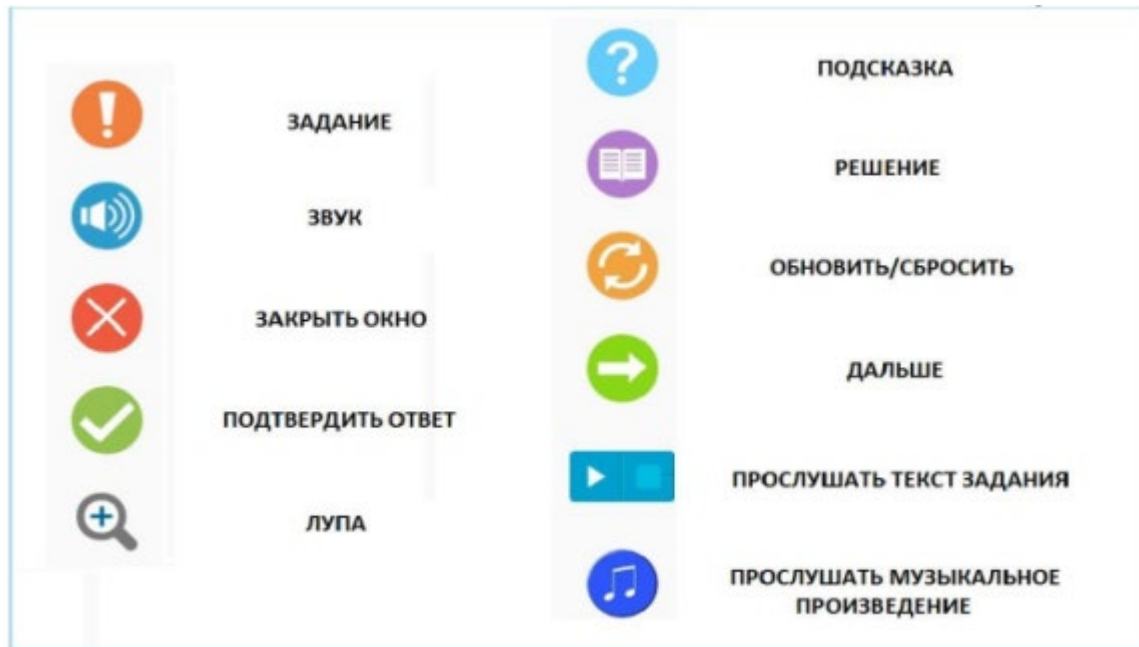 ЗАДАНИЕ
ЗВУК
ЗАКРЫТЬ ОКНО
ПОДТВЕРДИТЬ ОТВЕТ
ЛУПА
ПОДСКАЗКА
РЕШЕНИЕ
ОБНОВИТЬ/СБРОСИТЬ
ДАЛЬШЕ
ПРОСЛУШАТЬ ТЕКСТ ЗАДАНИЯ
ПРОСЛУШАТЬ МУЗЫКАЛЬНОЕ
ПРОИЗВЕДЕНИЕ